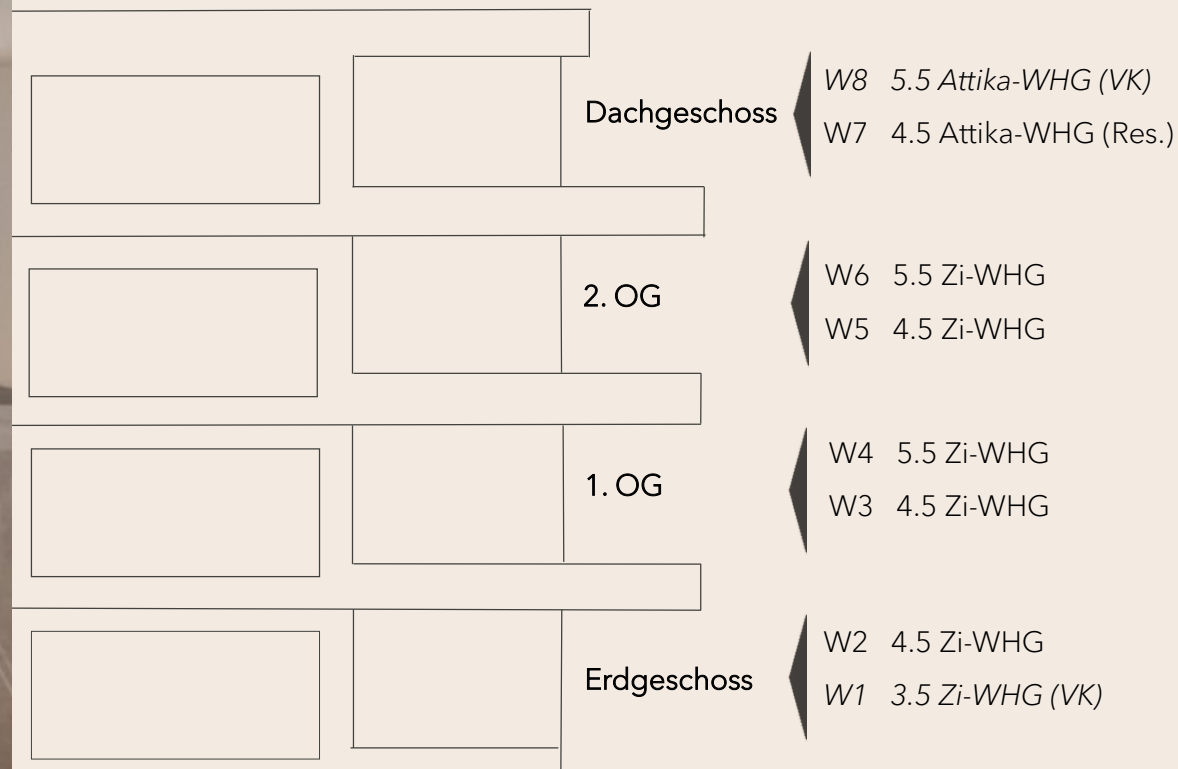 W8 5.5 Attika-WHG (VK)
Dachgeschoss
W7 4.5 Attika-WHG (Res.)
W6 5.5 Zi-WHG
2. OG
W5 4.5 Zi-WHG
W4 5.5 Zi-WHG
1. OG
W3 4.5 Zi-WHG
W2 4.5 Zi-WHG
Erdgeschoss
W1 3.5 Zi-WHG (VK)